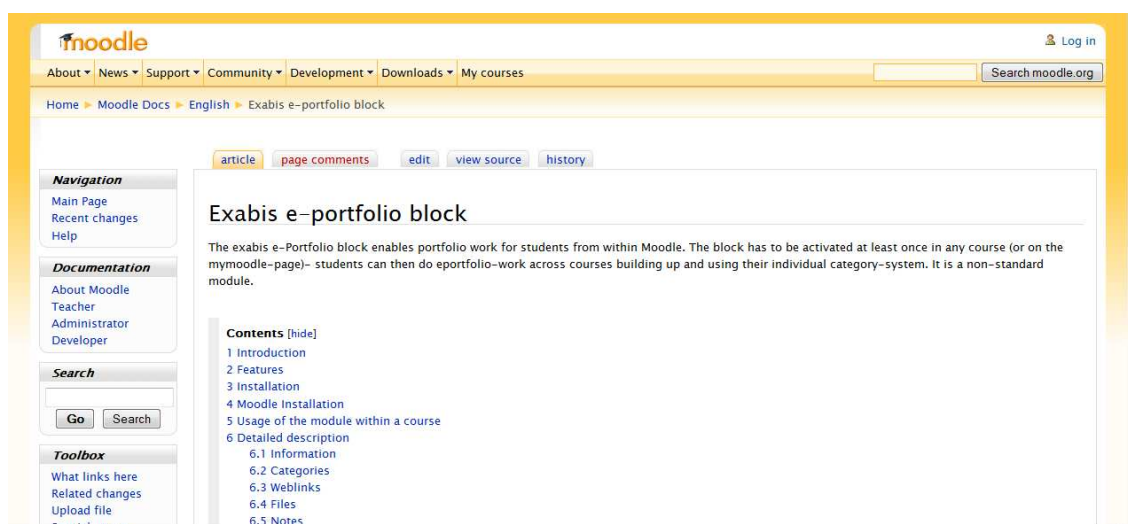 moodle
Log in
About News Support Community Development Downloads My courses
Search moodle.org
Home Moodle Docs English Exabis e-portfolio block
article page comments edit view source history
Navigation
Main Page
Recent changes
Help
Documentation
About Moodle
Teacher
Administrator
Developer
Search
Go Search
Toolbox
What links here
Related changes
Upload file
Exabis e-portfolio block
The exabis e-Portfolio block enables portfolio work for students from within Moodle. The block has to be activated at least once in any course (or on the
mymoodle-page)- students can then do eportfolio-work across courses building up and using their individual category-system. It is a non-standard
module.
Contents [hide]
1 Introduction
2 Features
3 Installation
4 Moodle Installation
5 Usage of the module within a course
6 Detailed description
6.1 Information
6.2 Categories
6.3 Weblinks
6.4 Files
6.5 Notes